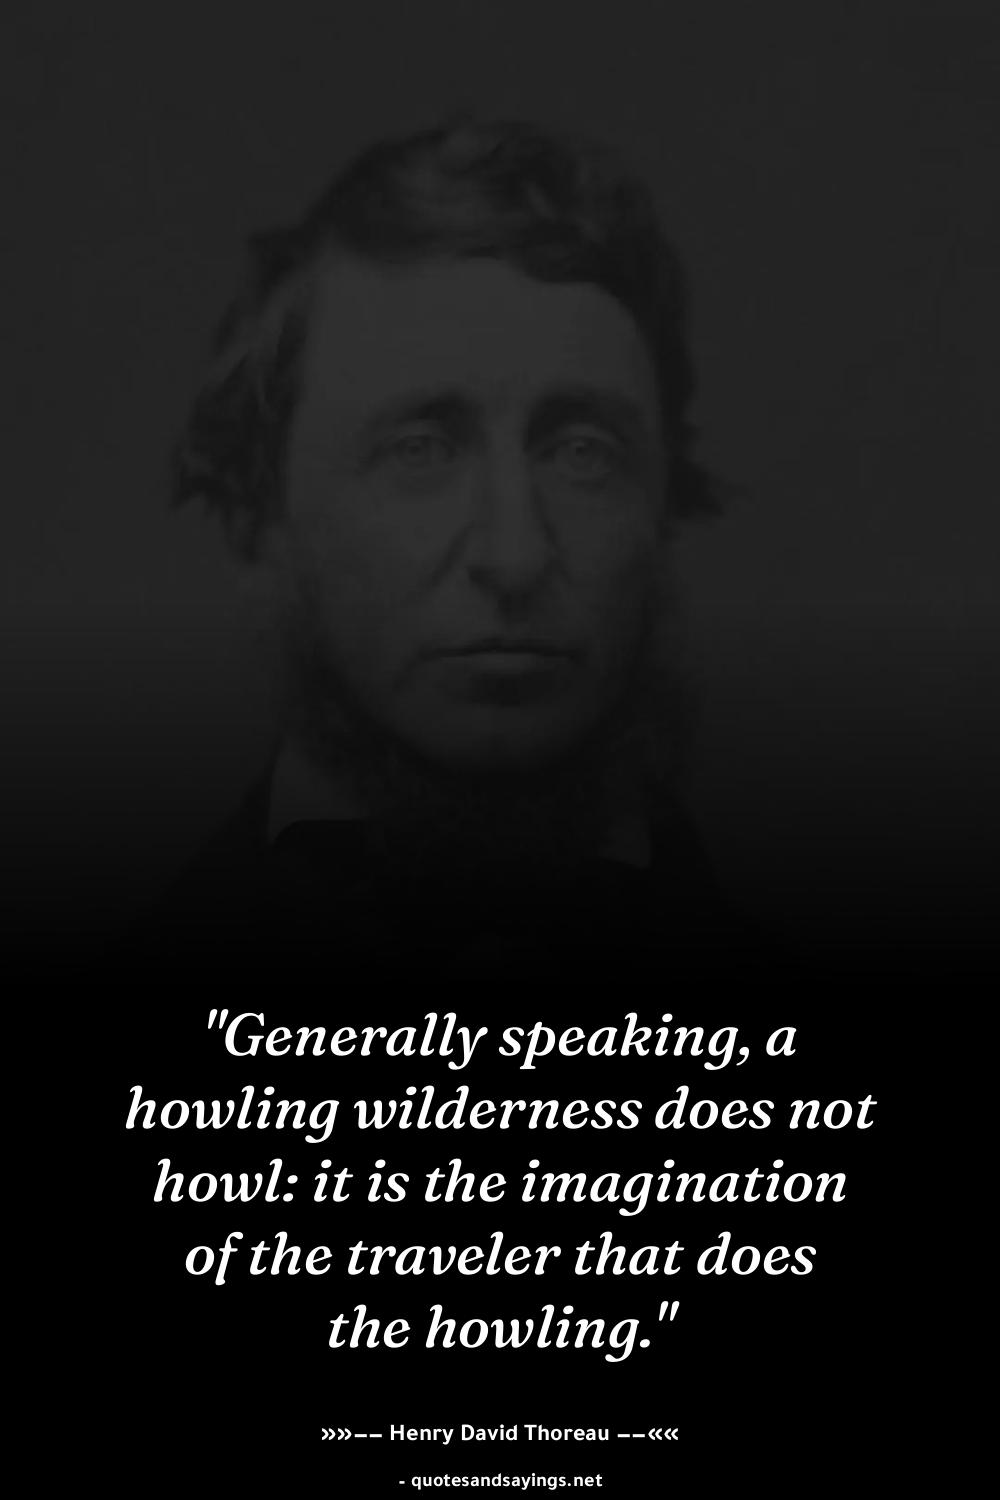 "Generally speaking, a
howling wilderness does not
howl: it is the imagination
of the traveler that does
the howling."
»»−− Henry David Thoreau −−««
- quotesandsayings.net